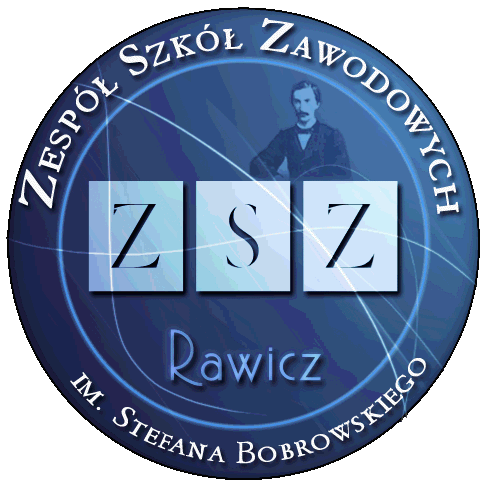 Zespół Szkół Zawodowych
Z S Z
Rawicz
im. Stefana Bobrowskiego